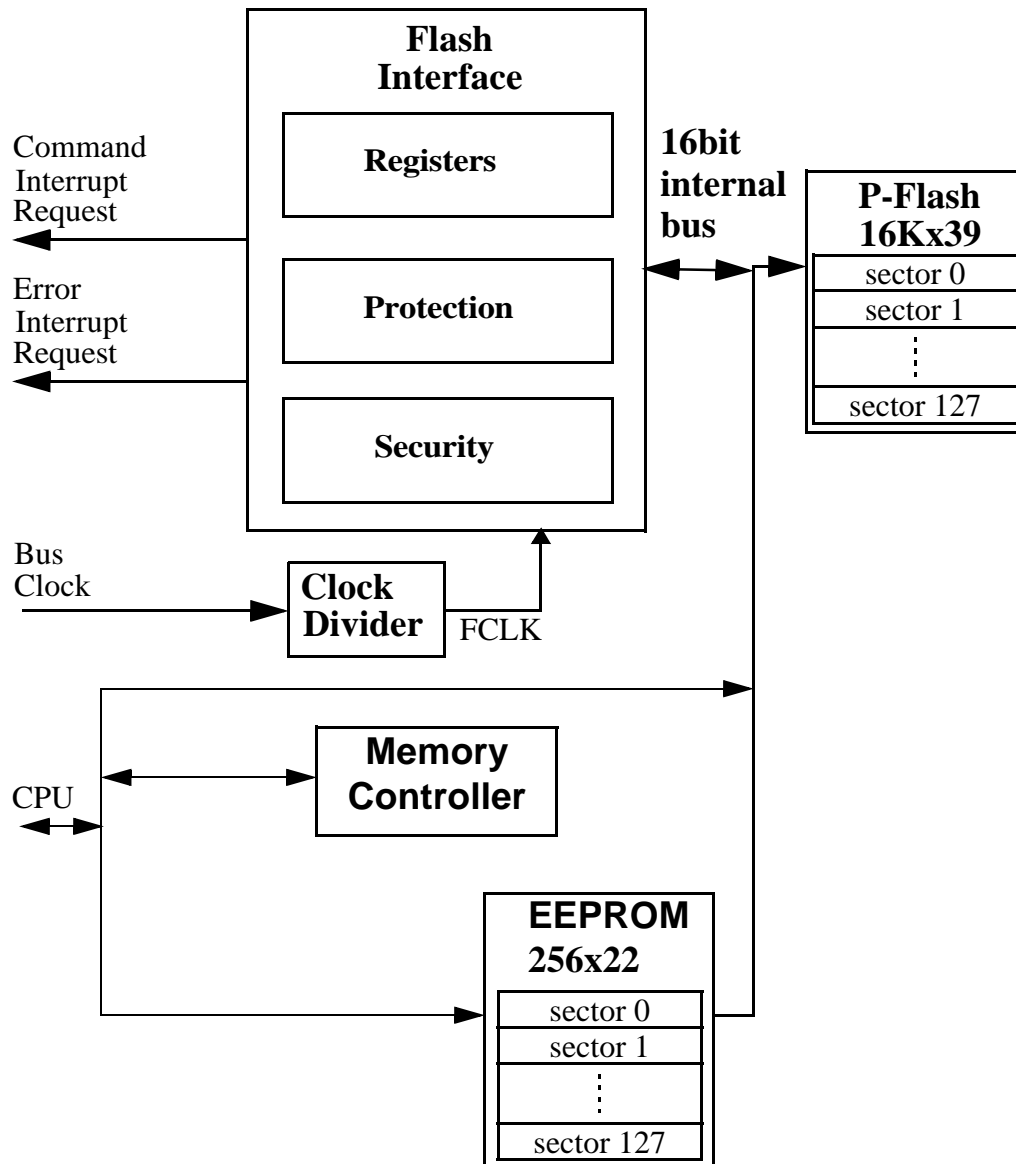 Flash
Interface
Registers
Protection
Security
Command
Interrupt
Request
Error
Interrupt
Request
16bit
internal
bus
P-Flash
16Kx39
sector 0
sector 1
sector 127
Bus
Clock
Clock
Divider
FCLK
Memory
Controller
CPU
EEPROM
256x22
sector 0
sector 1
sector 127